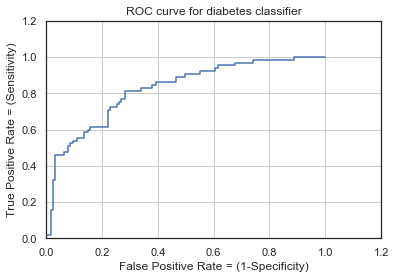 ROC curve for diabetes classifier
1.2
1.0
0.8
0.6
0.4
0.2
0.0
True Positive Rate = (Sensitivity)
0.0 0.2 0.4 0.6 0.8 1.0 1.2
False Positive Rate = (1-Specificity)